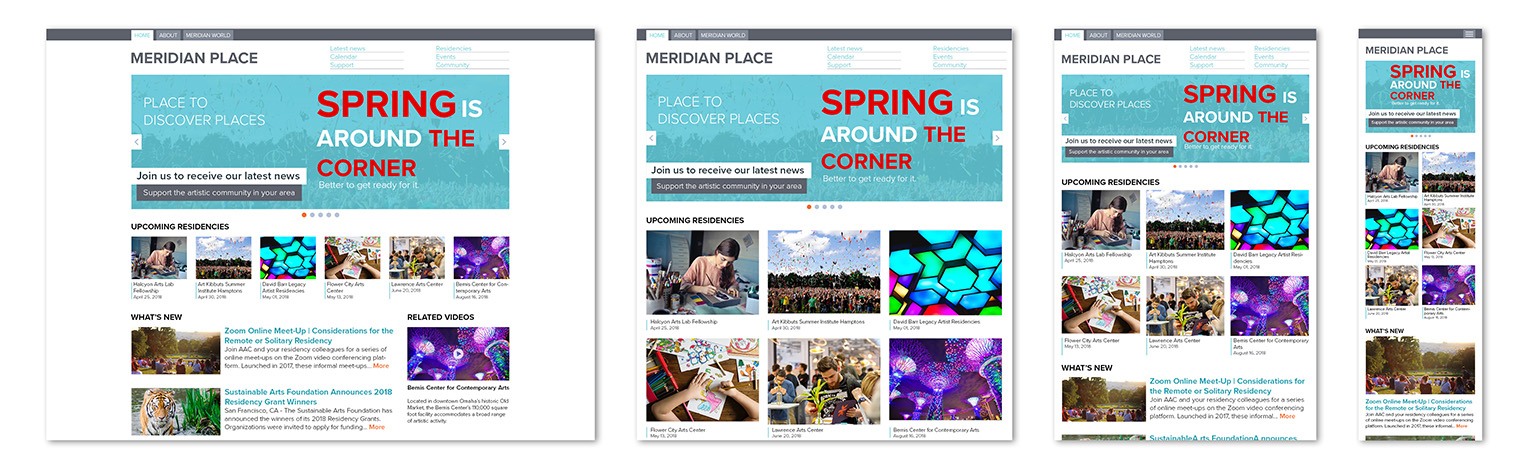 HOME ABOUT MERIDIAN WORLD
MERIDIAN PLACE
Latest news Residencies
Calendar Events
Support Community
PLACE TO
DISCOVER PLACES
SPRING IS
AROUND THE
CORNER
Better to get ready for it.
Join us to receive our latest news
Support the artistic community in your area
UPCOMING RESIDENCIES
Halcyon Arts Lab
Fellowship
April 25, 2018
Art Kibbuts Summer
Institute Hamptons
April 30, 2018
David Barr Legacy
Artist Residencies
May 01, 2018
Flower City Arts
Center
May 13, 2018
Lawrence Arts Center
June 20, 2018
Bemis Center for Con-
temporary Arts
August 16, 2018
WHAT'S NEW
Zoom Online Meet-Up | Considerations for the
Remote or Solitary Residency
Join AAC and your residency colleagues for a series of
online meet-ups on the Zoom video conferencing plat-
form. Launched in 2017, these informal meet-ups... More
Sustainable Arts Foundation Announces 2018
Residency Grant Winners
San Francisco, CA - The Sustainable Arts Foundation has
announced the winners of its 2018 Residency Grants.
Organizations were invited to apply for funding... More
RELATED VIDEOS
Bemis Center for Contemporary Arts
Located in downtown Omaha's historic Old
Market, the Bemis Center's 110,000 square
foot facility accommodates a broad range
of artistic activity.
HOME ABOUT MERIDIAN WORLD
MERIDIAN PLACE
Latest news Residencies
Calendar Events
Support Community
PLACE TO
DISCOVER PLACES
SPRING IS
AROUND THE
CORNER
Better to get ready for it.
Join us to receive our latest news
Support the artistic community in your area
UPCOMING RESIDENCIES
Halcyon Arts Lab Fellowship
April 25, 2018
Art Kibbuts Summer Institute Hamptons
April 30, 2018
David Barr Legacy Artist Residencies
May 01, 2018
Flower City Arts Center
May 13, 2018
Lawrence Arts Center
June 20, 2018
Bemis Center for Contemporary Arts
August 16, 2018
HOME ABOUT MERIDIAN WORLD
MERIDIAN PLACE
Latest news Residencies
Calendar Events
Support Community
PLACE TO
DISCOVER PLACES
SPRING IS
AROUND THE
CORNER
Better to get ready for it.
Join us to receive our latest news
Support the artistic community in your area
UPCOMING RESIDENCIES
Halcyon Arts Lab Fellowship
April 25, 2018
Art Kibbuts Summer Institute
Hamptons
April 30, 2018
David Barr Legacy Artist Resi-
dencies
May 01, 2018
Flower City Arts Center
May 13, 2018
Lawrence Arts Center
June 20, 2018
Bemis Center for Contemporary
Arts
August 16, 2018
WHAT'S NEW
Zoom Online Meet-Up | Considerations for
the Remote or Solitary Residency
Join AAC and your residency colleagues for a
series of online meet-ups on the Zoom video conferencing
platform. Launched in 2017, these informal... More
SustainableA rts FoundationA nnounces
MERIDIAN PLACE
SPRING IS
AROUND THE
CORNER
Better to get ready for it.
Join us to receive our latest news
Support the artistic community in your area
UPCOMING RESIDENCIES
Halcyon Arts Lab Fellowship
April 25, 2018
Art Kibbuts Summer Institute
Hamptons
April 30, 2018
David Barr Legacy Artist
Residencies
May 01, 2018
Flower City Arts Center
May 13, 2018
Lawrence Arts Center
June 20, 2018
Bemis Center for Contem-
porary Arts
August 16, 2018
WHAT'S NEW
Zoom Online Meet-Up | Considerations
for the Remote or Solitary Residency
Join AAC and your residency colleagues for a series
of online meet-ups on the Zoom video conferencing
platform. Launched in 2017, these informal... More